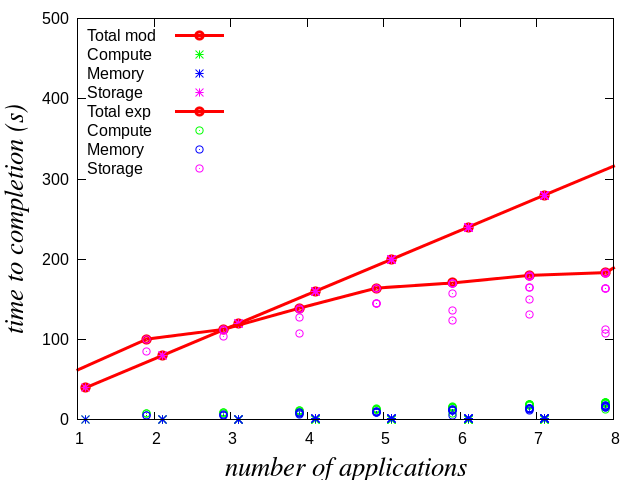 500
400
300
200
100
0
time to completion (s)
Total mod
Compute
Memory
Storage
Total exp
Compute
Memory
Storage
1 2 3 4 5 6 7 8
number of applications